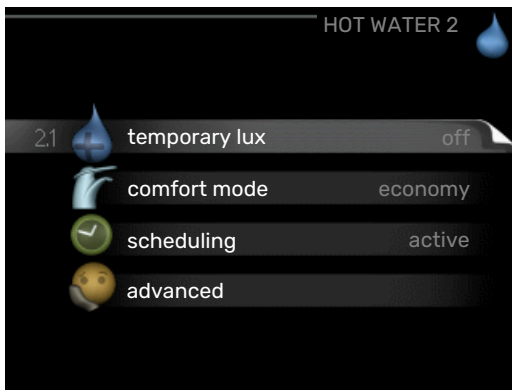 HOT WATER 2
2.1 temporary lux off
comfort mode economy
scheduling active
advanced